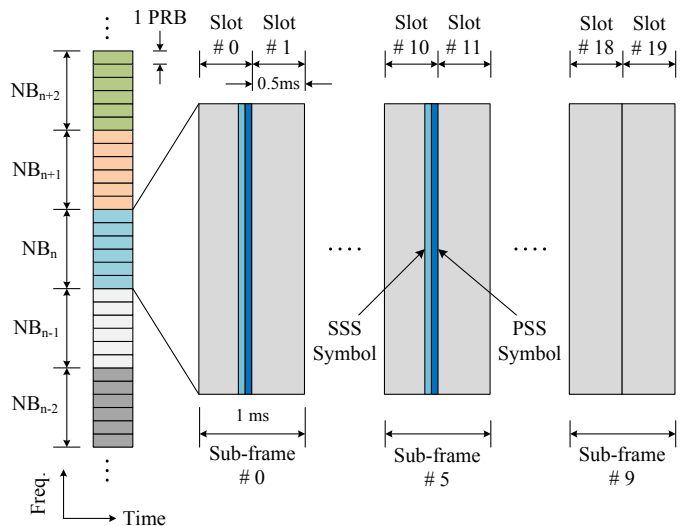 1 PRB
Slot
# 0
Slot
# 1
Slot
# 10
Slot
# 11
Slot
# 18
Slot
# 19
0.5ms
NBn+2
NBn+1
NBn
NBn-1
NBn-2
SSS
Symbol
PSS
Symbol
1 ms
Sub-frame
# 0
Sub-frame
# 5
Sub-frame
# 9
Freq.
Time